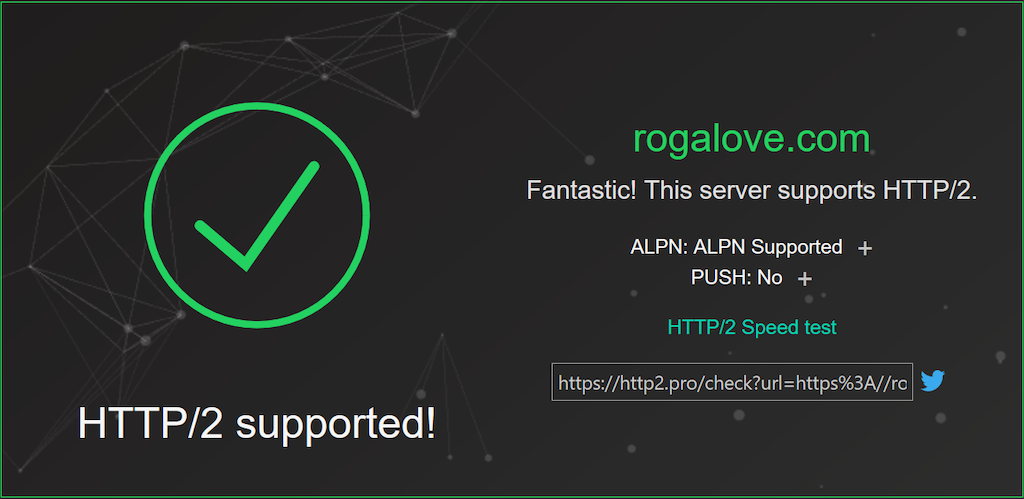 rogalove.com
Fantastic! This server supports HTTP/2.
ALPN: ALPN Supported +
PUSH: No +
HTTP/2 Speed test
https://http2.pro/check?url=https%3A//ro
HTTP/2 supported!